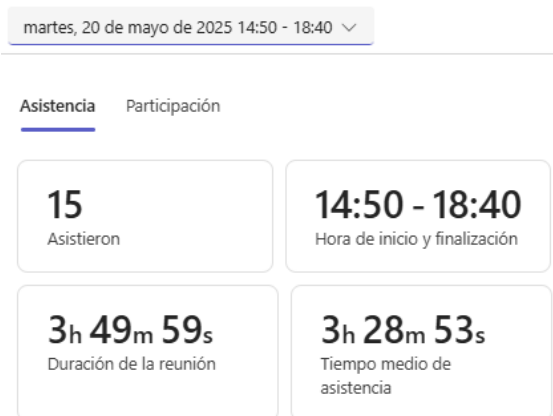 martes, 20 de mayo de 2025 14:50 - 18:40
Asistencia Participación
15
Asistieron
14:50 - 18:40
Hora de inicio y finalización
3h 49m 59s
Duración de la reunión
3h 28m 53s
Tiempo medio de
asistencia